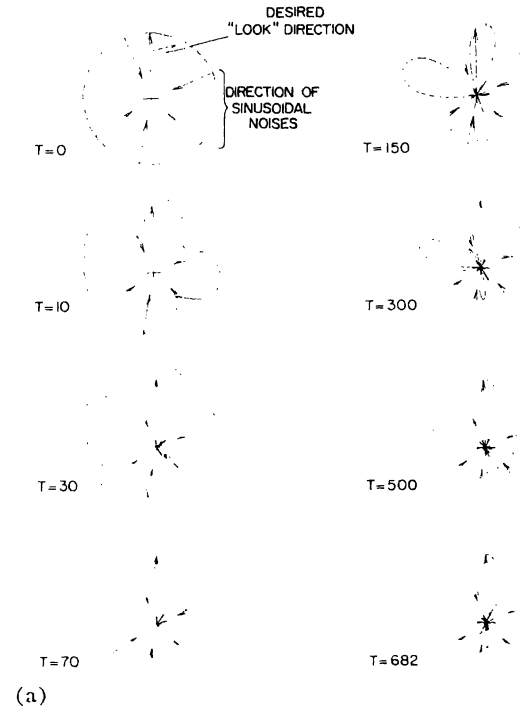 DESIRED
"LOOK" DIRECTION
DIRECTION OF
SINUSOIDAL
NOISES
T=0
T=150
T=10
T=300
T=30
T=500
T=70
T=682
(a)